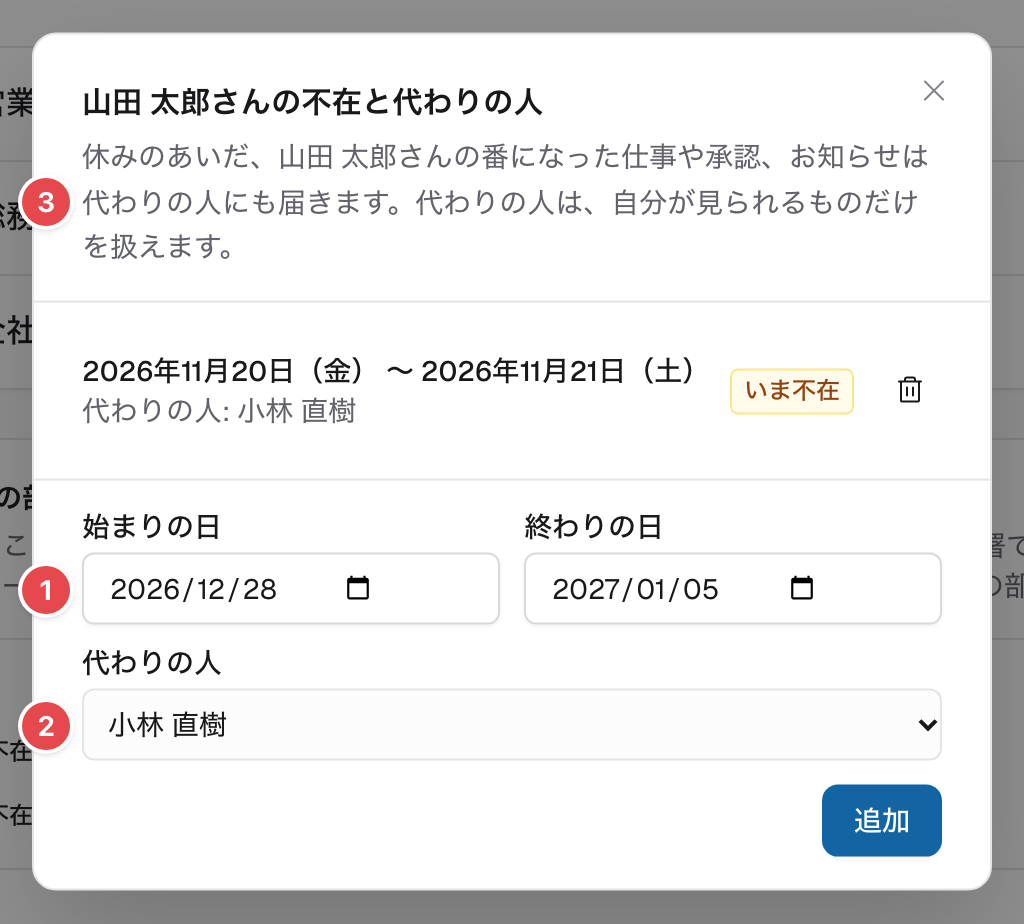 山田 太郎さんの不在と代わりの人
休みのあいだ、山田 太郎さんの番になった仕事や承認、お知らせは
代わりの人にも届きます。代わりの人は、自分が見られるものだけ
を扱えます。
3
2026年11月20日（金） 〜 2026年11月21日（土）
いま不在
代わりの人: 小林 直樹
始まりの日
終わりの日
1
2026/12/28
2027/01/05
代わりの人
2
小林 直樹
追加